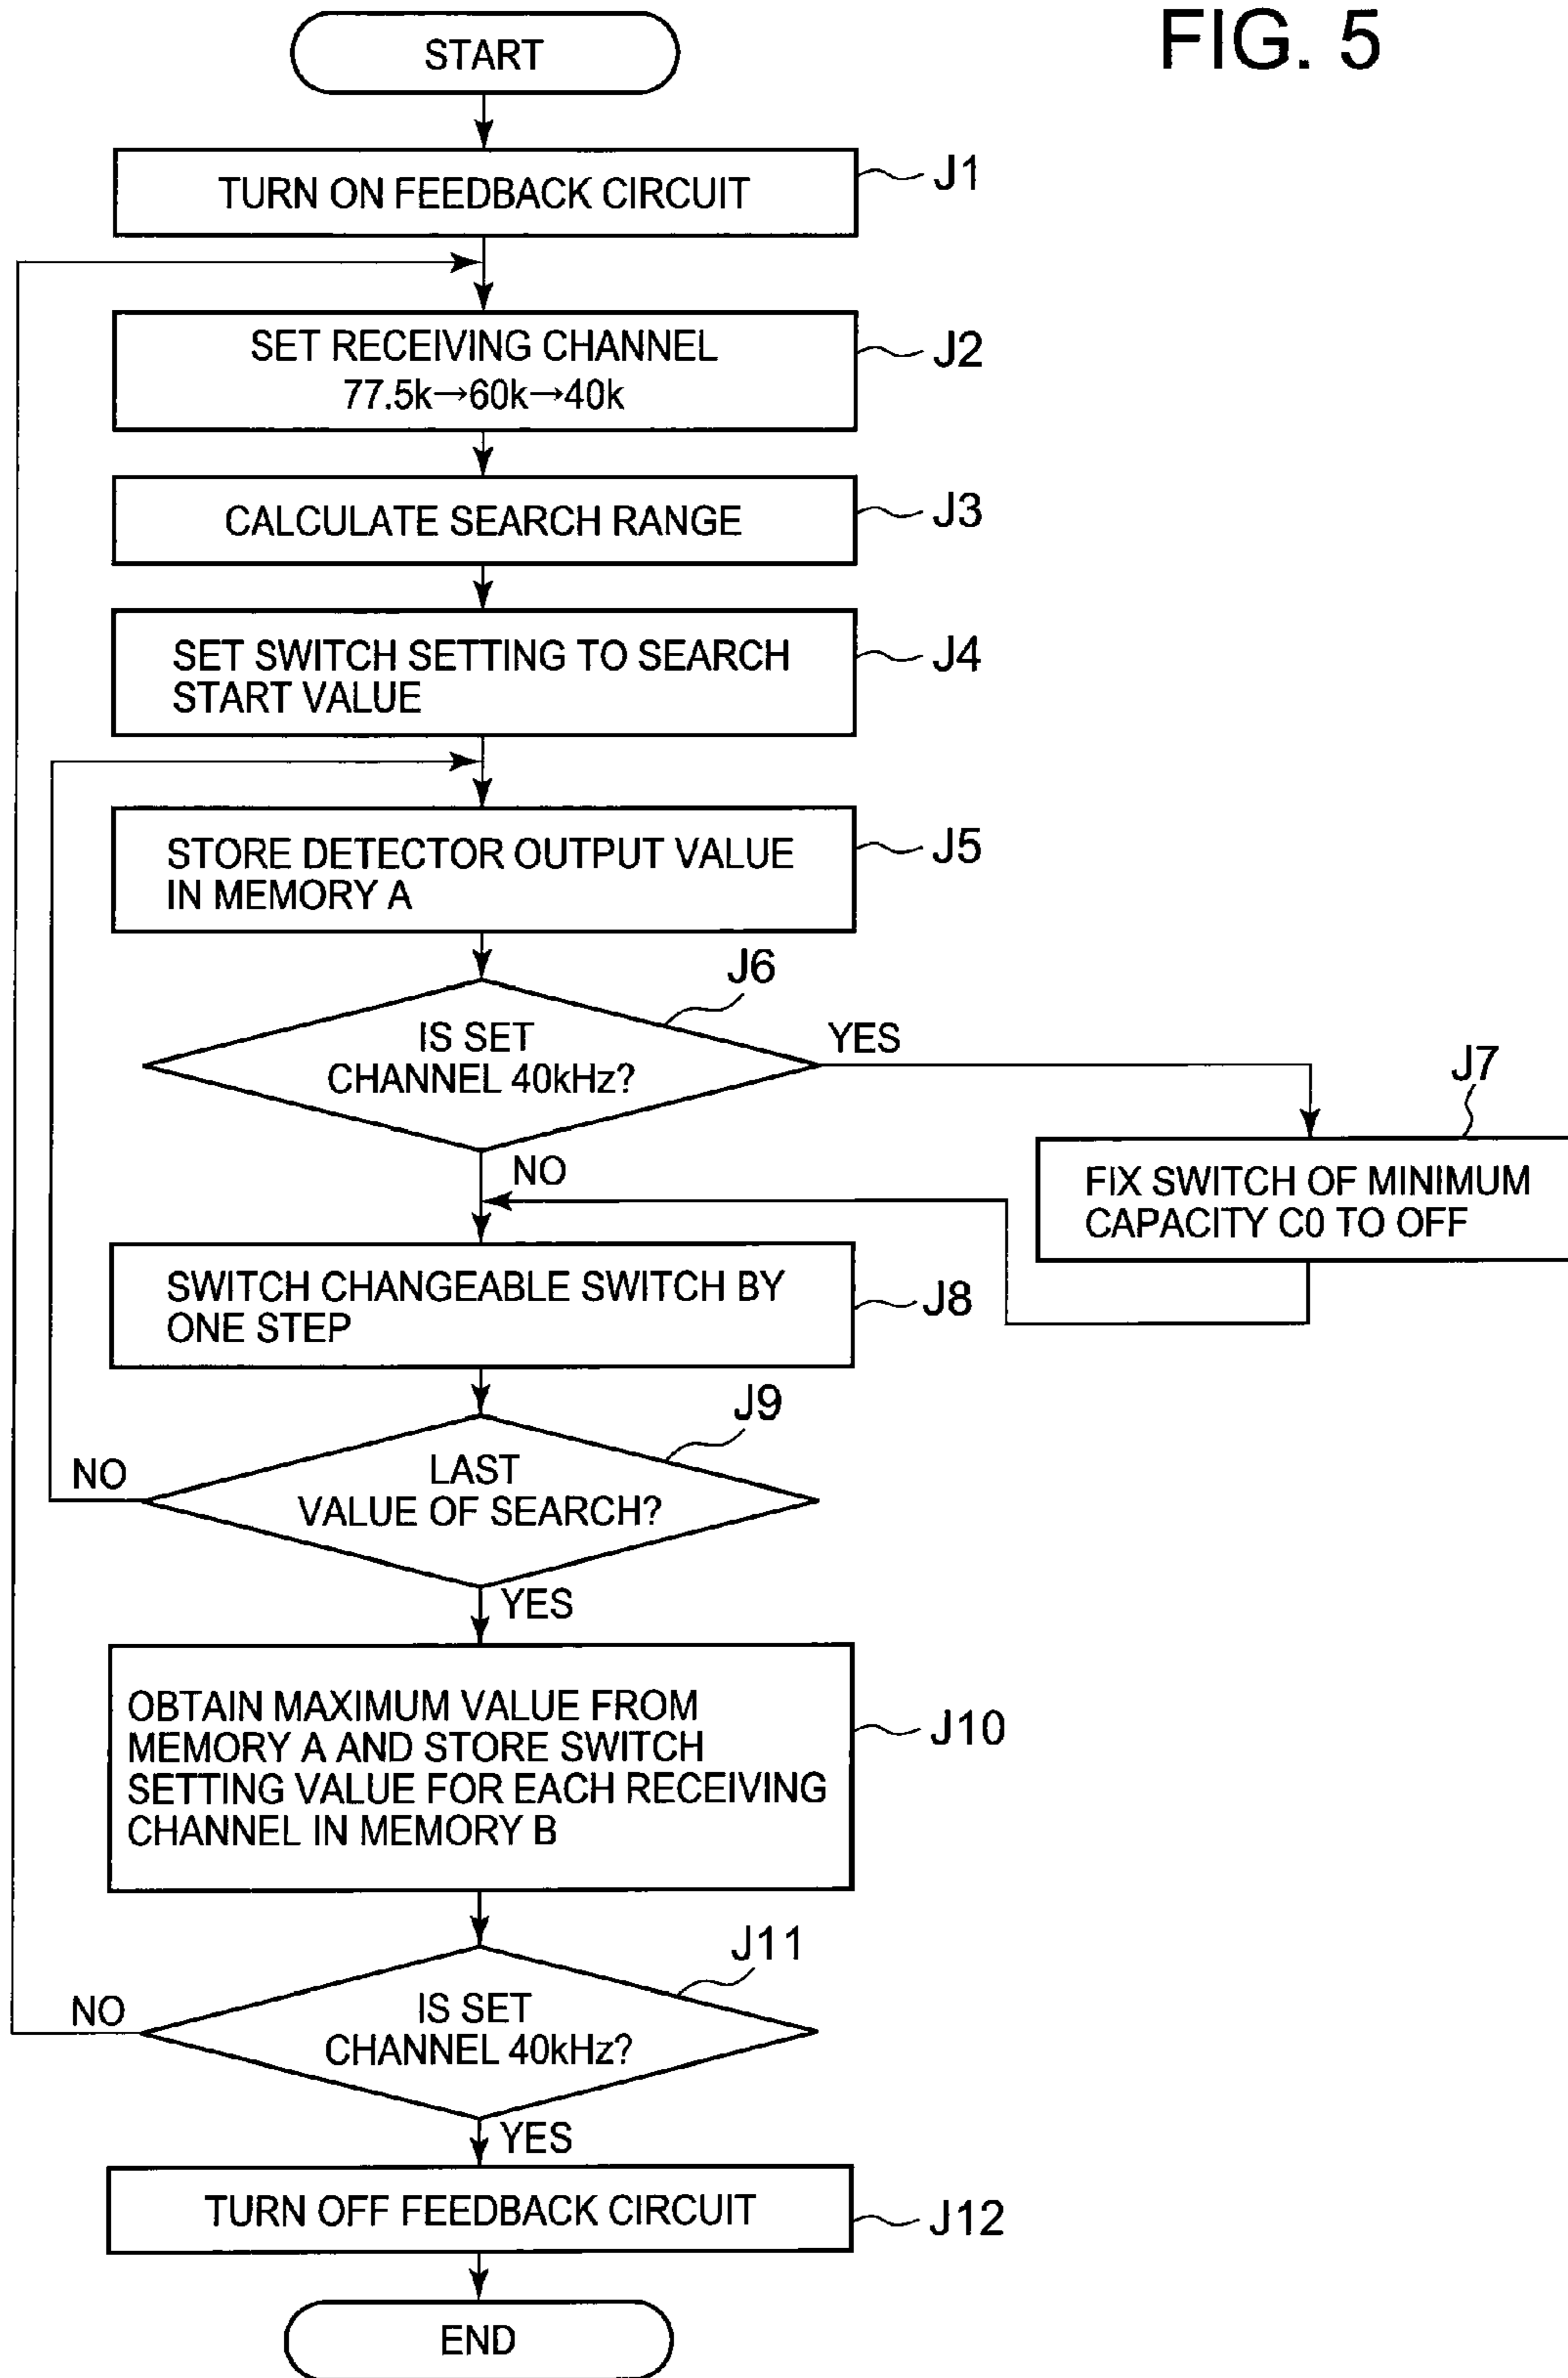 FIG. 5
START
TURN ON FEEDBACK CIRCUIT
J1
SET RECEIVING CHANNEL
77.5k→60k→40k
J2
CALCULATE SEARCH RANGE
J3
SET SWITCH SETTING TO SEARCH
START VALUE
J4
STORE DETECTOR OUTPUT VALUE
IN MEMORY A
J5
J6
IS SET
CHANNEL 40kHz?
YES
NO
J7
FIX SWITCH OF MINIMUM
CAPACITY C0 TO OFF
SWITCH CHANGEABLE SWITCH BY
ONE STEP
J8
J9
LAST
VALUE OF SEARCH?
NO
YES
OBTAIN MAXIMUM VALUE FROM
MEMORY A AND STORE SWITCH
SETTING VALUE FOR EACH RECEIVING
CHANNEL IN MEMORY B
J10
J11
IS SET
CHANNEL 40kHz?
NO
YES
TURN OFF FEEDBACK CIRCUIT
J12
END